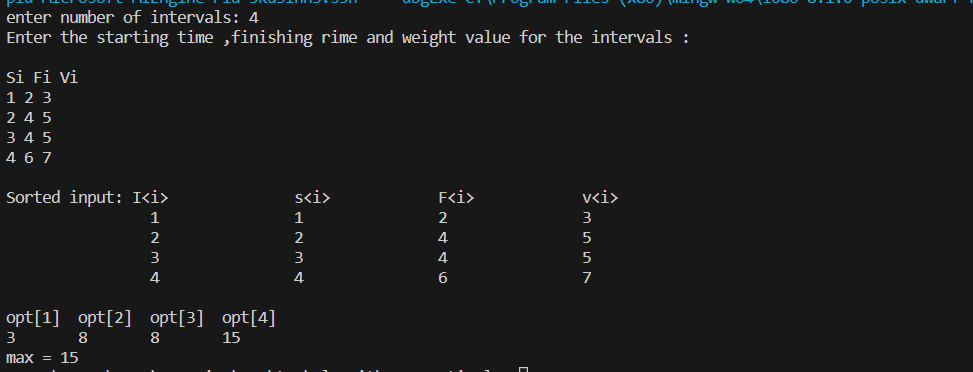 enter number of intervals: 4
Enter the starting time ,finishing rime and weight value for the intervals :
Si Fi Vi
1 2 3
2 4 5
3 4 5
4 6 7
Sorted input: I<i> s<i> F<i> v<i>
1 1 2 3
2 2 4 5
3 3 4 5
4 4 6 7
opt[1] opt[2] opt[3] opt[4]
3 8 8 15
max = 15